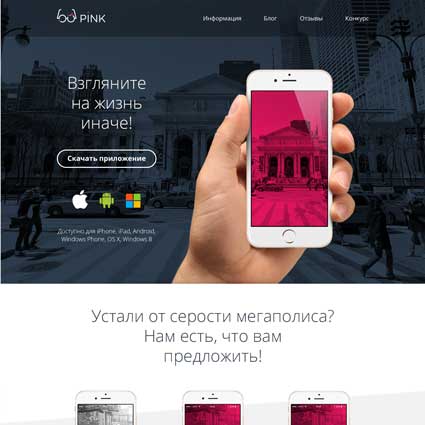 PINK
Информация Блог Отзывы Конкурс
Взгляните
на жизнь
иначе!
Скачать приложение
Доступно для iPhone, iPad, Android,
Windows Phone, OS X, Windows 8
Устали от серости мегаполиса?
Нам есть, что вам
предложить!